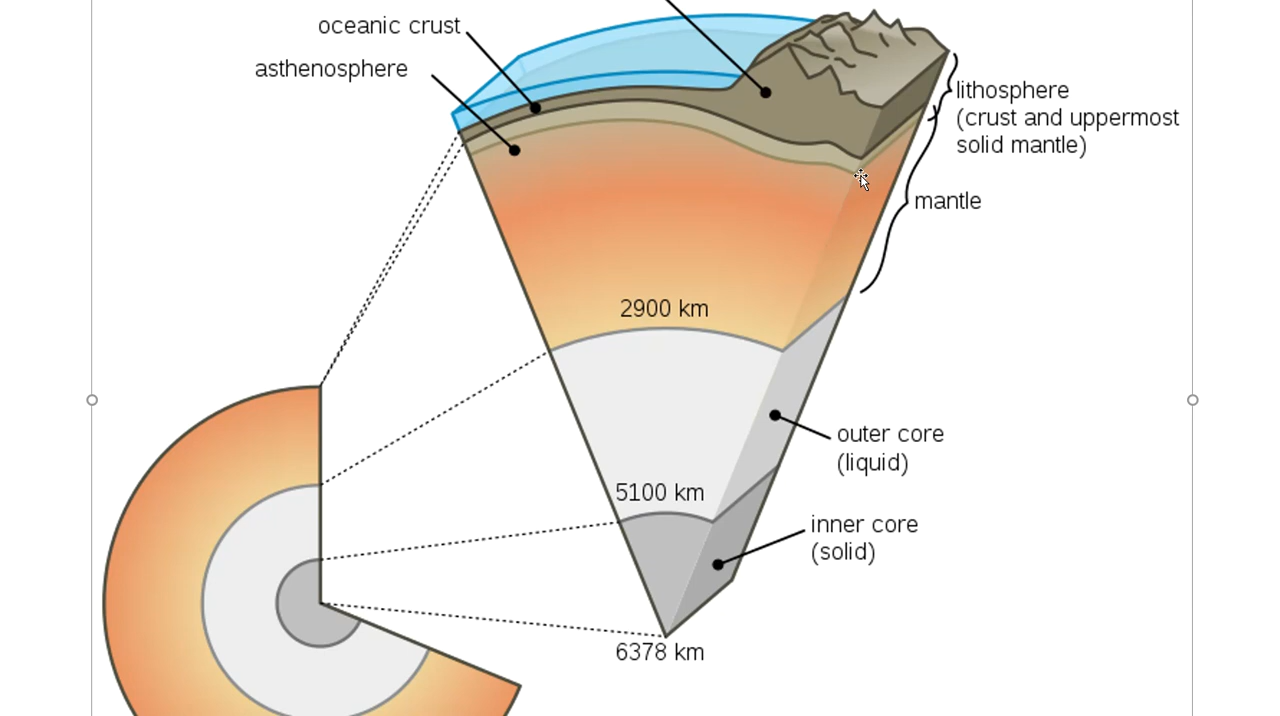 oceanic crust
asthenosphere
lithosphere
(crust and uppermost
solid mantle)
mantle
2900 km
outer core
(liquid)
5100 km
inner core
(solid)
6378 km